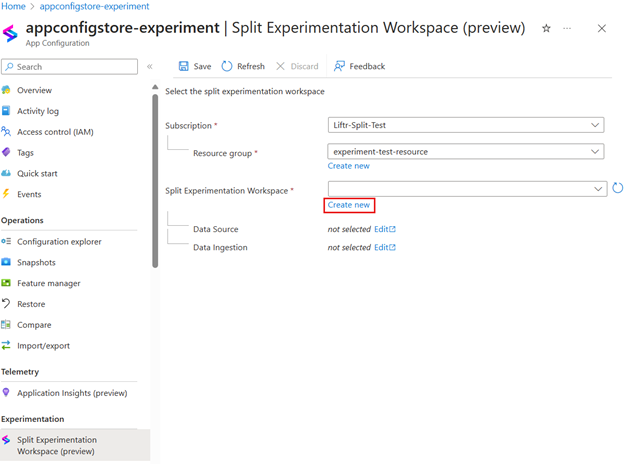 Home > appconfigstore-experiment
appconfigstore-experiment | Split Experimentation Workspace (preview)
App Configuration
Search
Save Refresh Discard Feedback
Overview
Activity log
Access control (IAM)
Tags
Quick start
Events
Operations
Configuration explorer
Snapshots
Feature manager
Restore
Compare
Import/export
Telemetry
Application Insights (preview)
Experimentation
Split Experimentation
Workspace (preview)
Select the split experimentation workspace
Subscription * Liftr-Split-Test
Resource group * experiment-test-resource
Create new
Split Experimentation Workspace *
Create new
Data Source not selected Edit
Data Ingestion not selected Edit